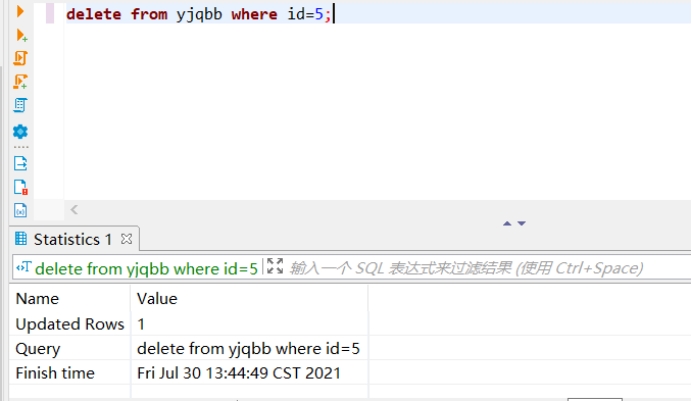 delete from yjqbb where id=5;
Statistics 1
delete from yjqbb where id=5 输入一个 SQL 表达式来过滤结果 (使用 Ctrl+Space)
Name Value
Updated Rows 1
Query delete from yjqbb where id=5
Finish time Fri Jul 30 13:44:49 CST 2021